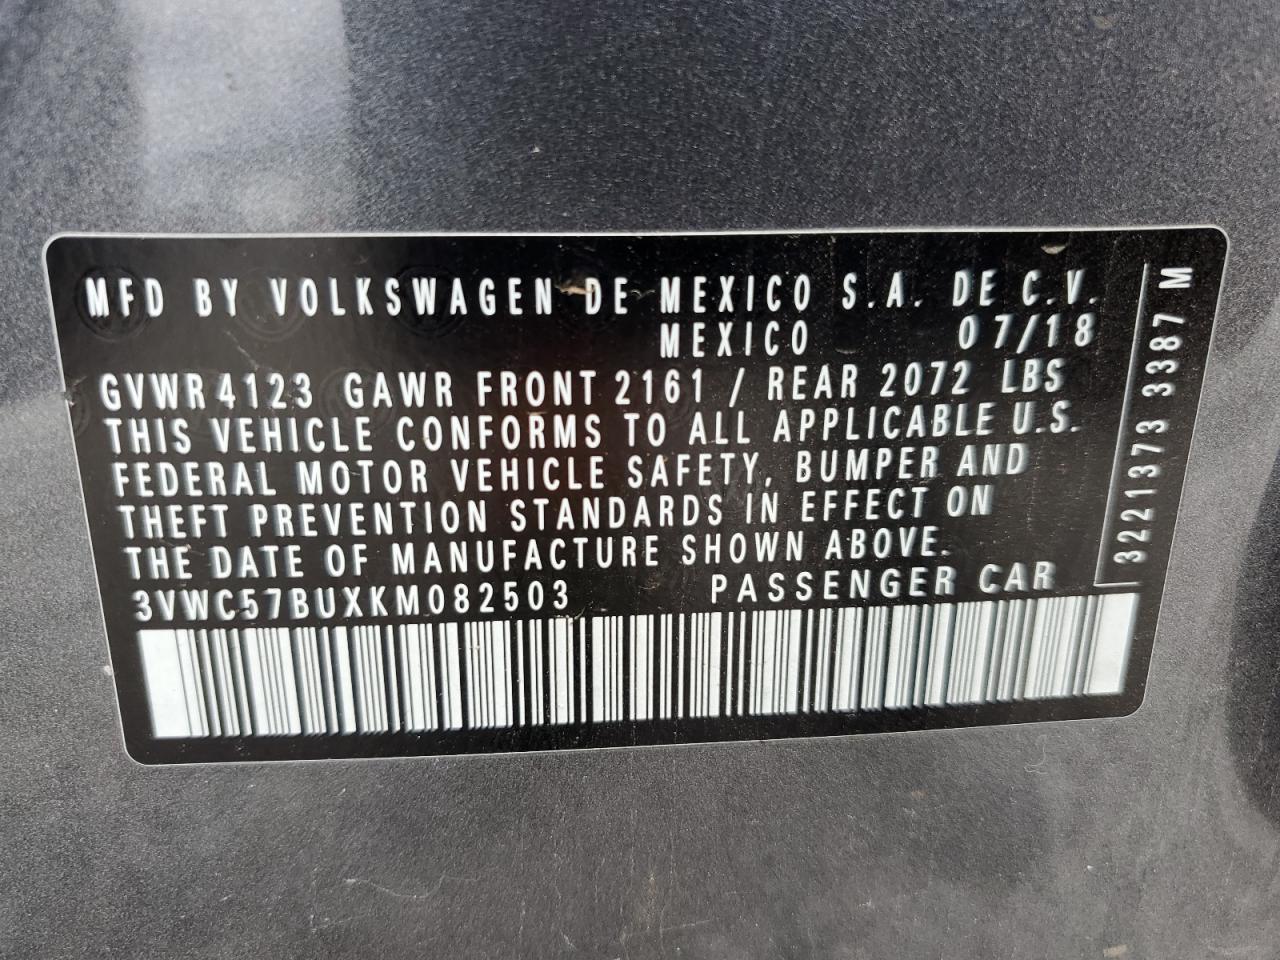 MFD BY VOLKSWAGEN DE MEXICO S.A. DE C.V.
MEXICO 07/18
GVWR 4123 GAWR FRONT 2161 / REAR 2072 LBS
THIS VEHICLE CONFORMS TO ALL APPLICABLE U.S.
FEDERAL MOTOR VEHICLE SAFETY, BUMPER AND
THEFT PREVENTION STANDARDS IN EFFECT ON
THE DATE OF MANUFACTURE SHOWN ABOVE.
3VWC57BUXKM082503 PASSENGER CAR
3221373 3387 M